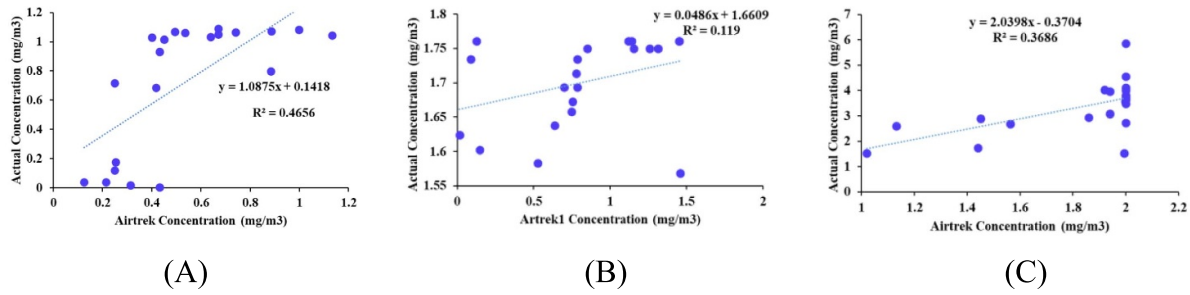 1.2
1
0.8
0.6
0.4
0.2
0
0
0.2
0.4
0.6
0.8
1
1.2
Actual Concentration (mg/m3)
Airtrek Concentration (mg/m3)
y = 1.0875x + 0.1418
R² = 0.4656
(A)
1.8
1.75
1.7
1.65
1.6
1.55
0
0.5
1
1.5
2
Actual Concentration (mg/m3)
Artrek1 Concentration (mg/m3)
y = 0.0486x + 1.6609
R² = 0.119
(B)
7
6
5
4
3
2
1
0
1
1.2
1.4
1.6
1.8
2
2.2
Actual Concentration (mg/m3)
Airtrek Concentration (mg/m3)
y = 2.0398x - 0.3704
R² = 0.3686
(C)